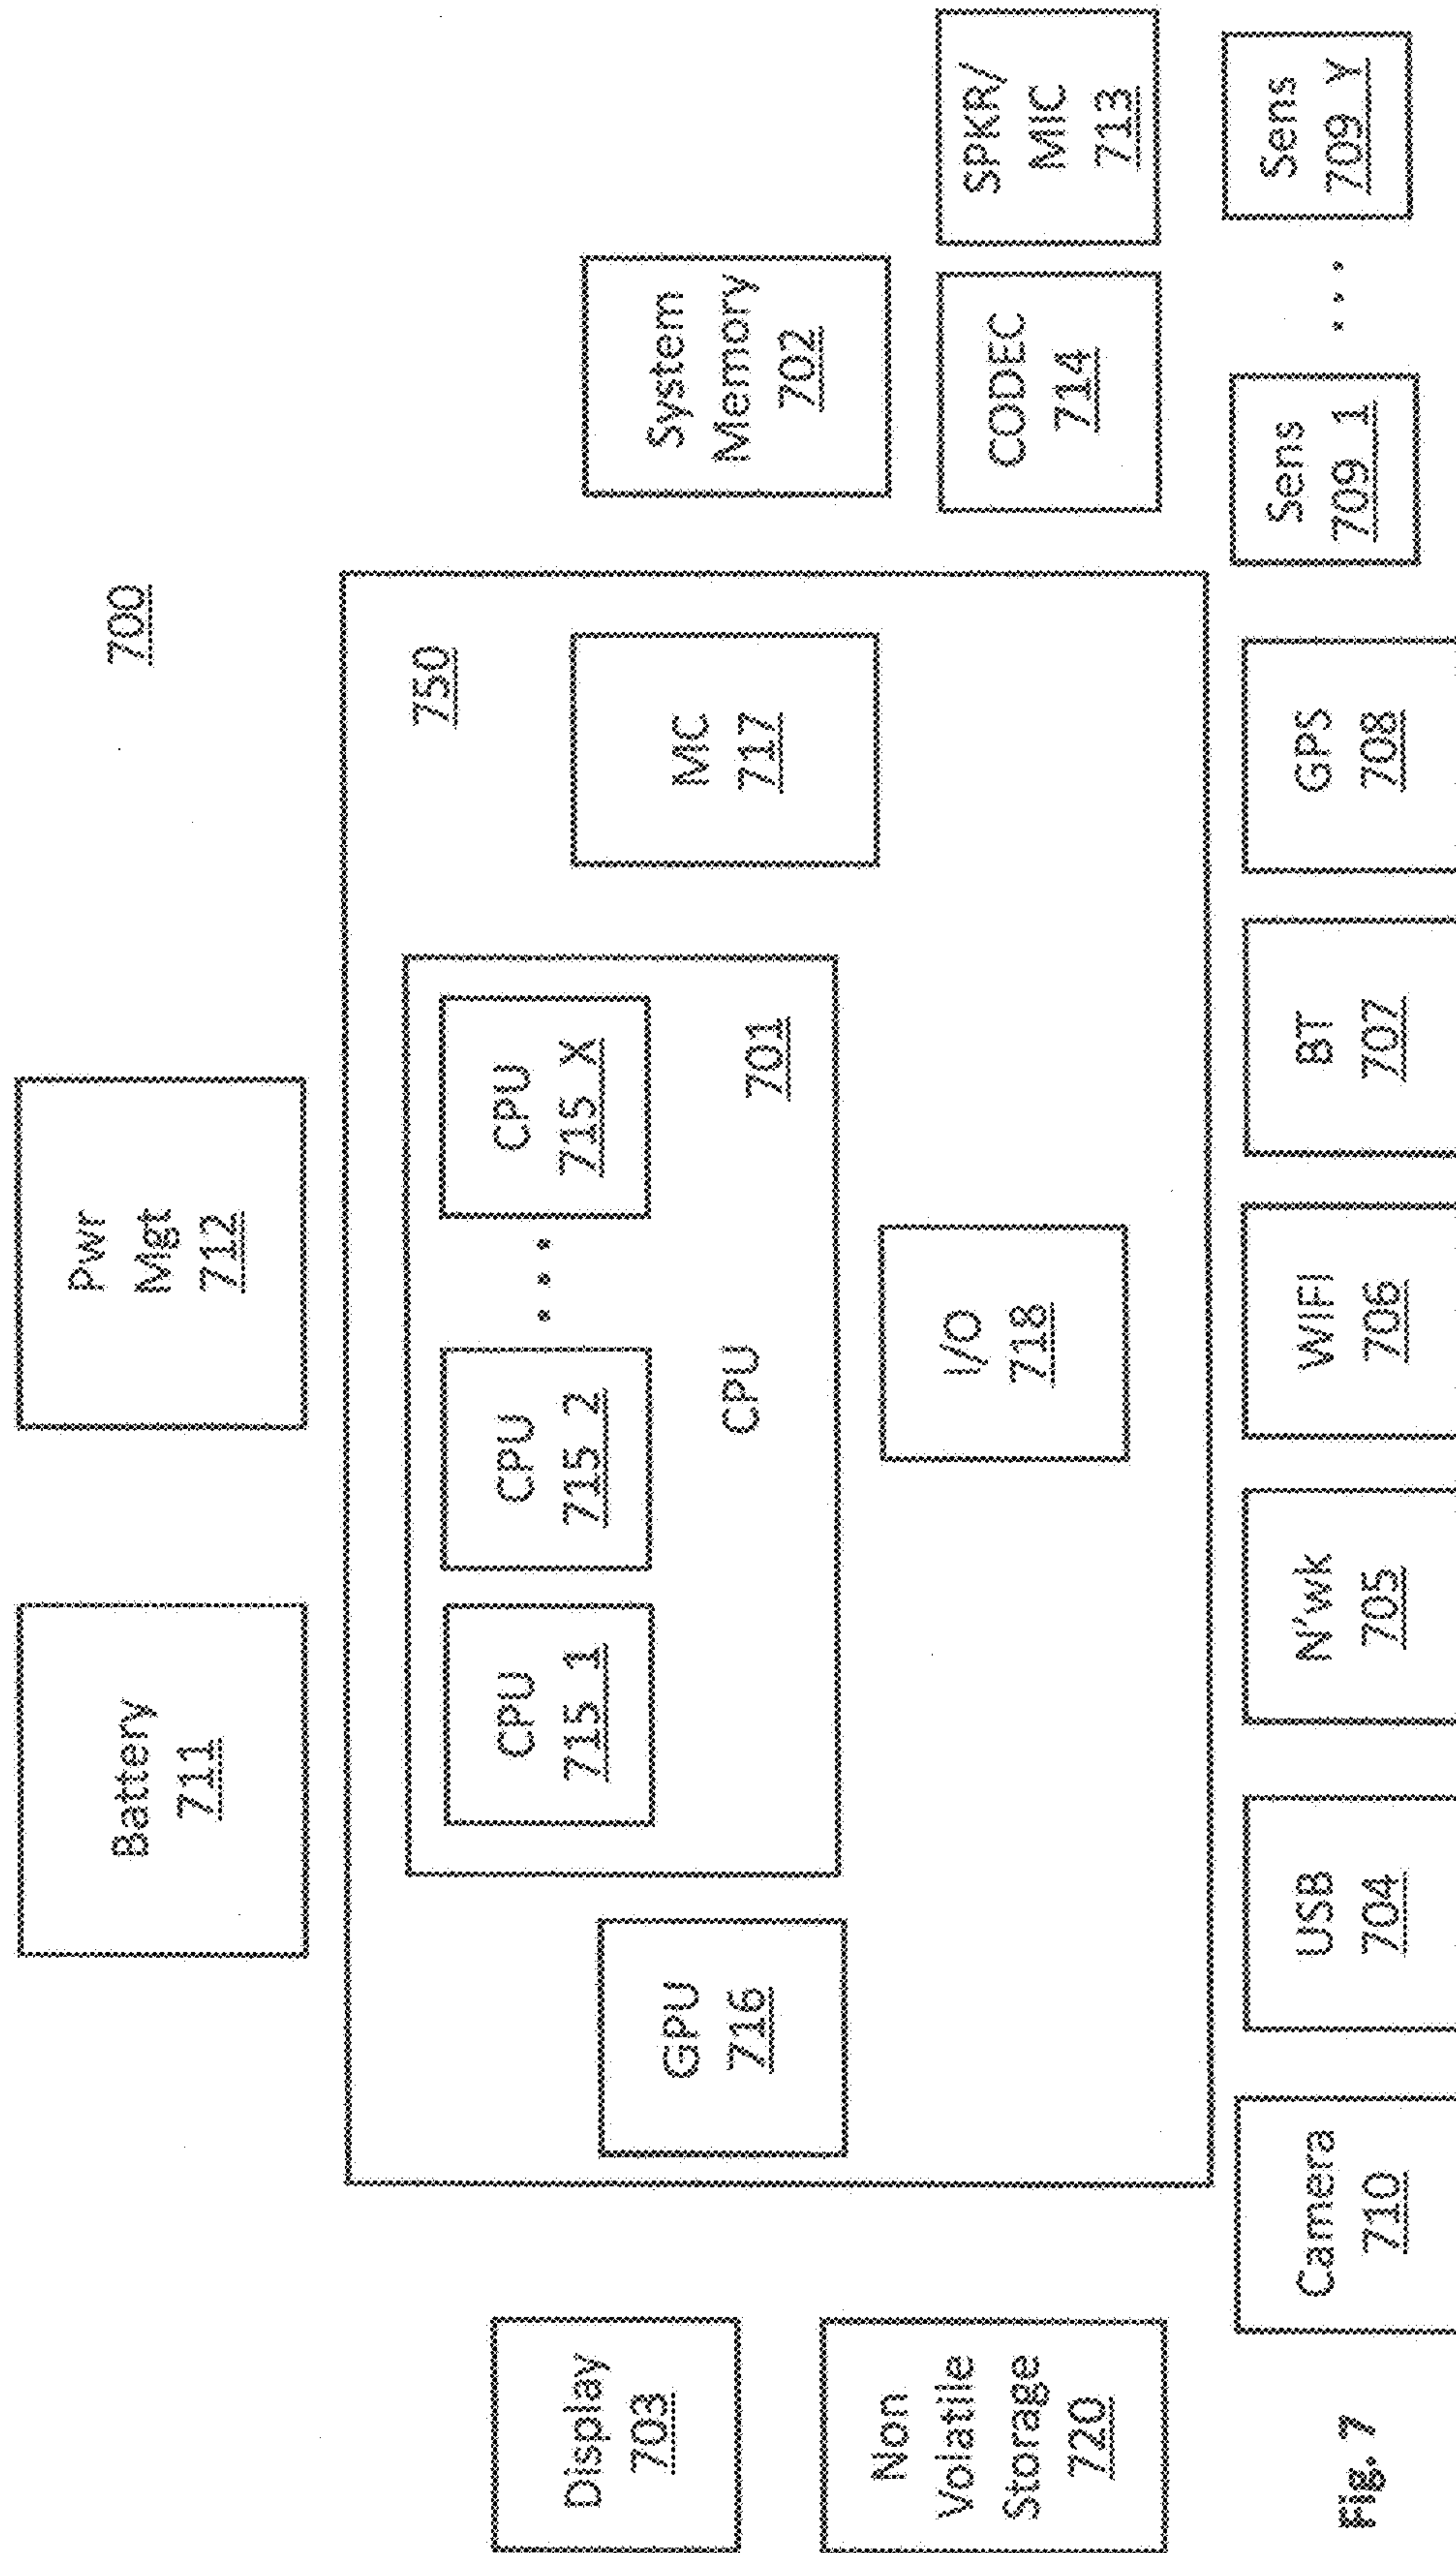 700
Battery
711
Pwr
Mgt
712
750
Display
703
GPU
716
CPU
715_1
CPU
715_2
...
CPU
715_X
CPU
701
MC
717
System
Memory
702
Non
Volatile
Storage
720
I/O
718
CODEC
714
SPKR/
MIC
713
Camera
710
USB
704
N'wk
705
WIFI
706
BT
707
GPS
708
Sens
709_1
...
Sens
709_Y
Fig. 7